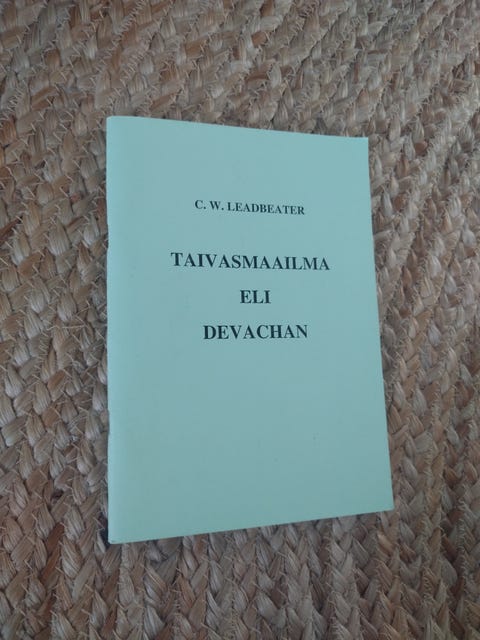 C. W. LEADBEATER
TAIVASMAAILMA
ELI
DEVACHAN